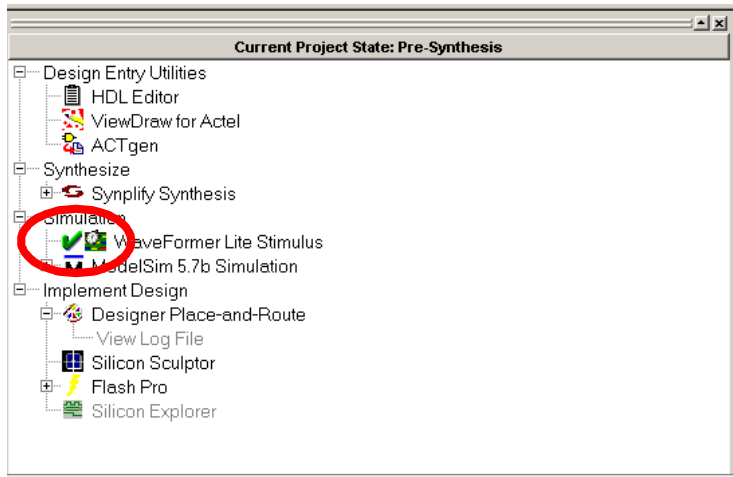 Current Project State: Pre-Synthesis
Design Entry Utilities
HDL Editor
ViewDraw for Actel
ACTgen
Synthesize
Synplify Synthesis
Simulation
WaveFormer Lite Stimulus
ModelSim 5.7b Simulation
Implement Design
Designer Place-and-Route
View Log File
Silicon Sculptor
Flash Pro
Silicon Explorer